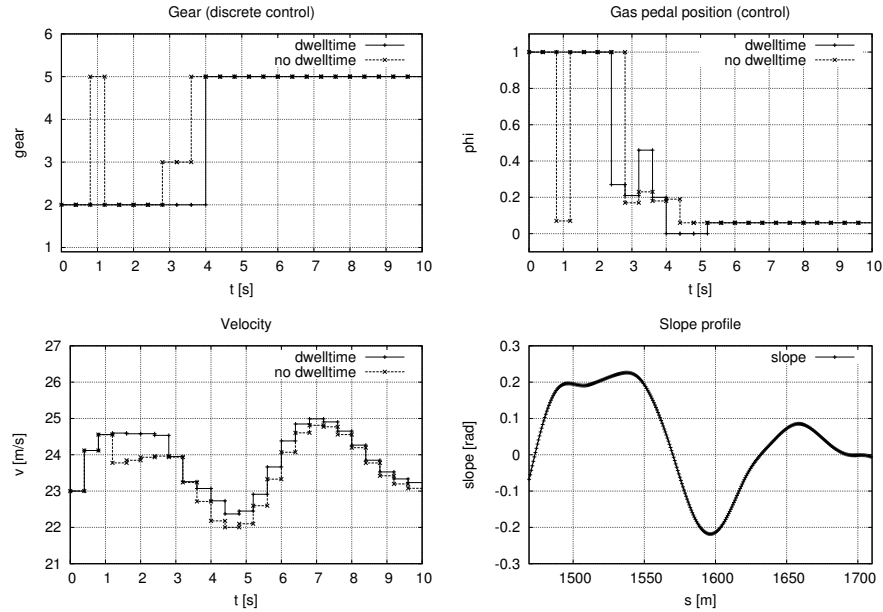 Gear (discrete control)
6
5
4
3
2
1
0 1 2 3 4 5 6 7 8 9 10
gear
t [s]
dwelltime
no dwelltime
Gas pedal position (control)
1
0.8
0.6
0.4
0.2
0
0 1 2 3 4 5 6 7 8 9 10
phi
t [s]
dwelltime
no dwelltime
Velocity
27
26
25
24
23
22
21
0 1 2 3 4 5 6 7 8 9 10
v [m/s]
t [s]
dwelltime
no dwelltime
Slope profile
0.3
0.2
0.1
0
-0.1
-0.2
-0.3
1500 1550 1600 1650 1700
slope [rad]
s [m]
slope